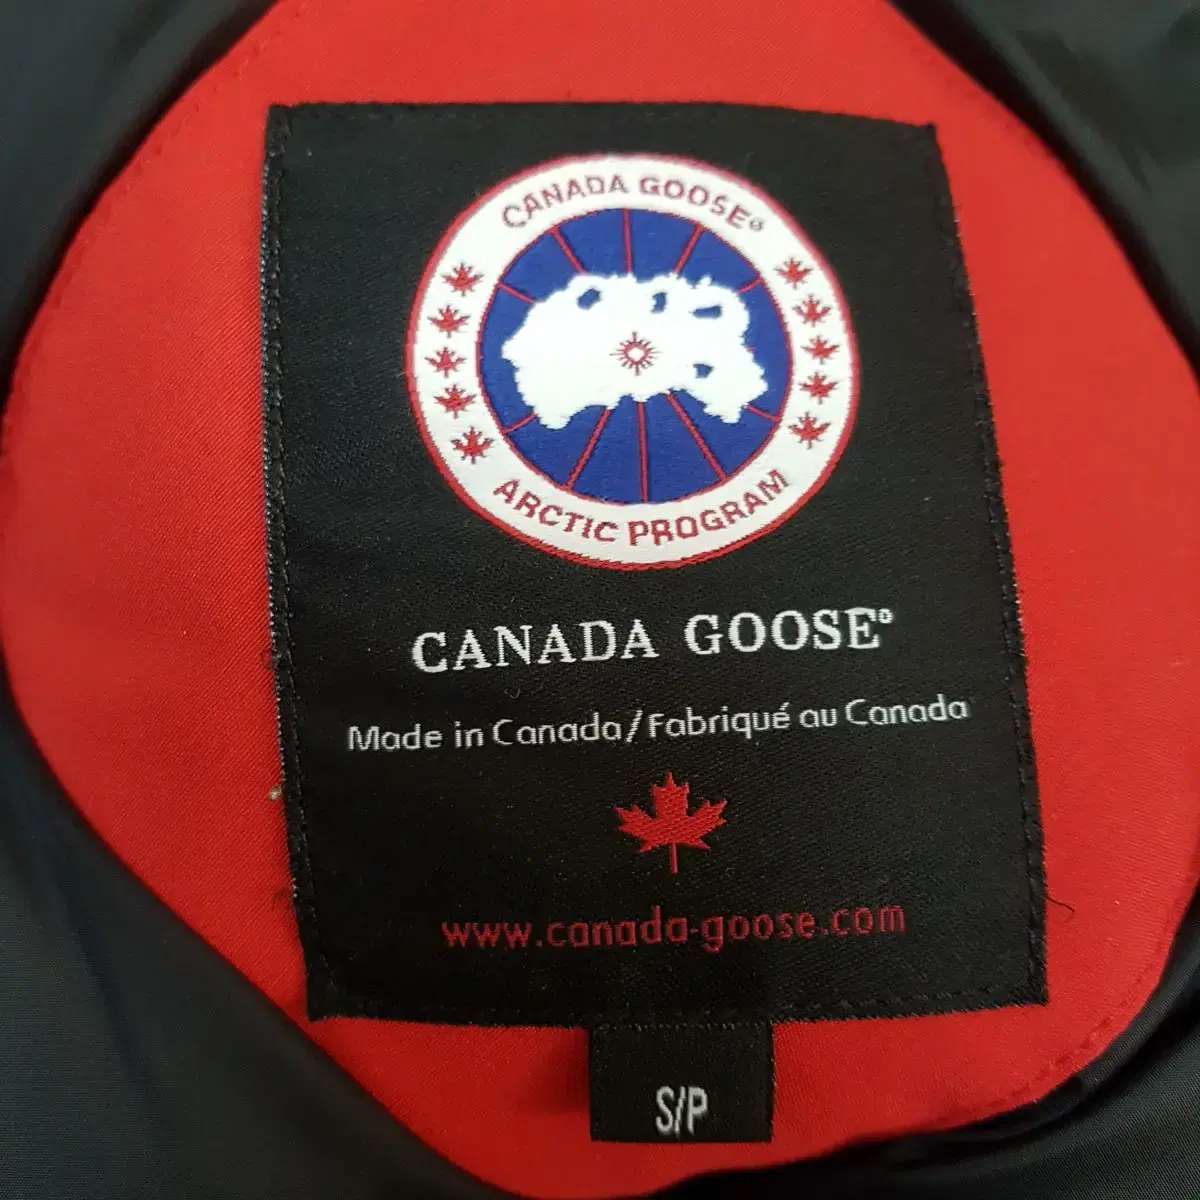 CANADA GOOSE®
ARCTIC PROGRAM
CANADA GOOSE®
Made in Canada/Fabriqué au Canada
www.canada-goose.com
S/P